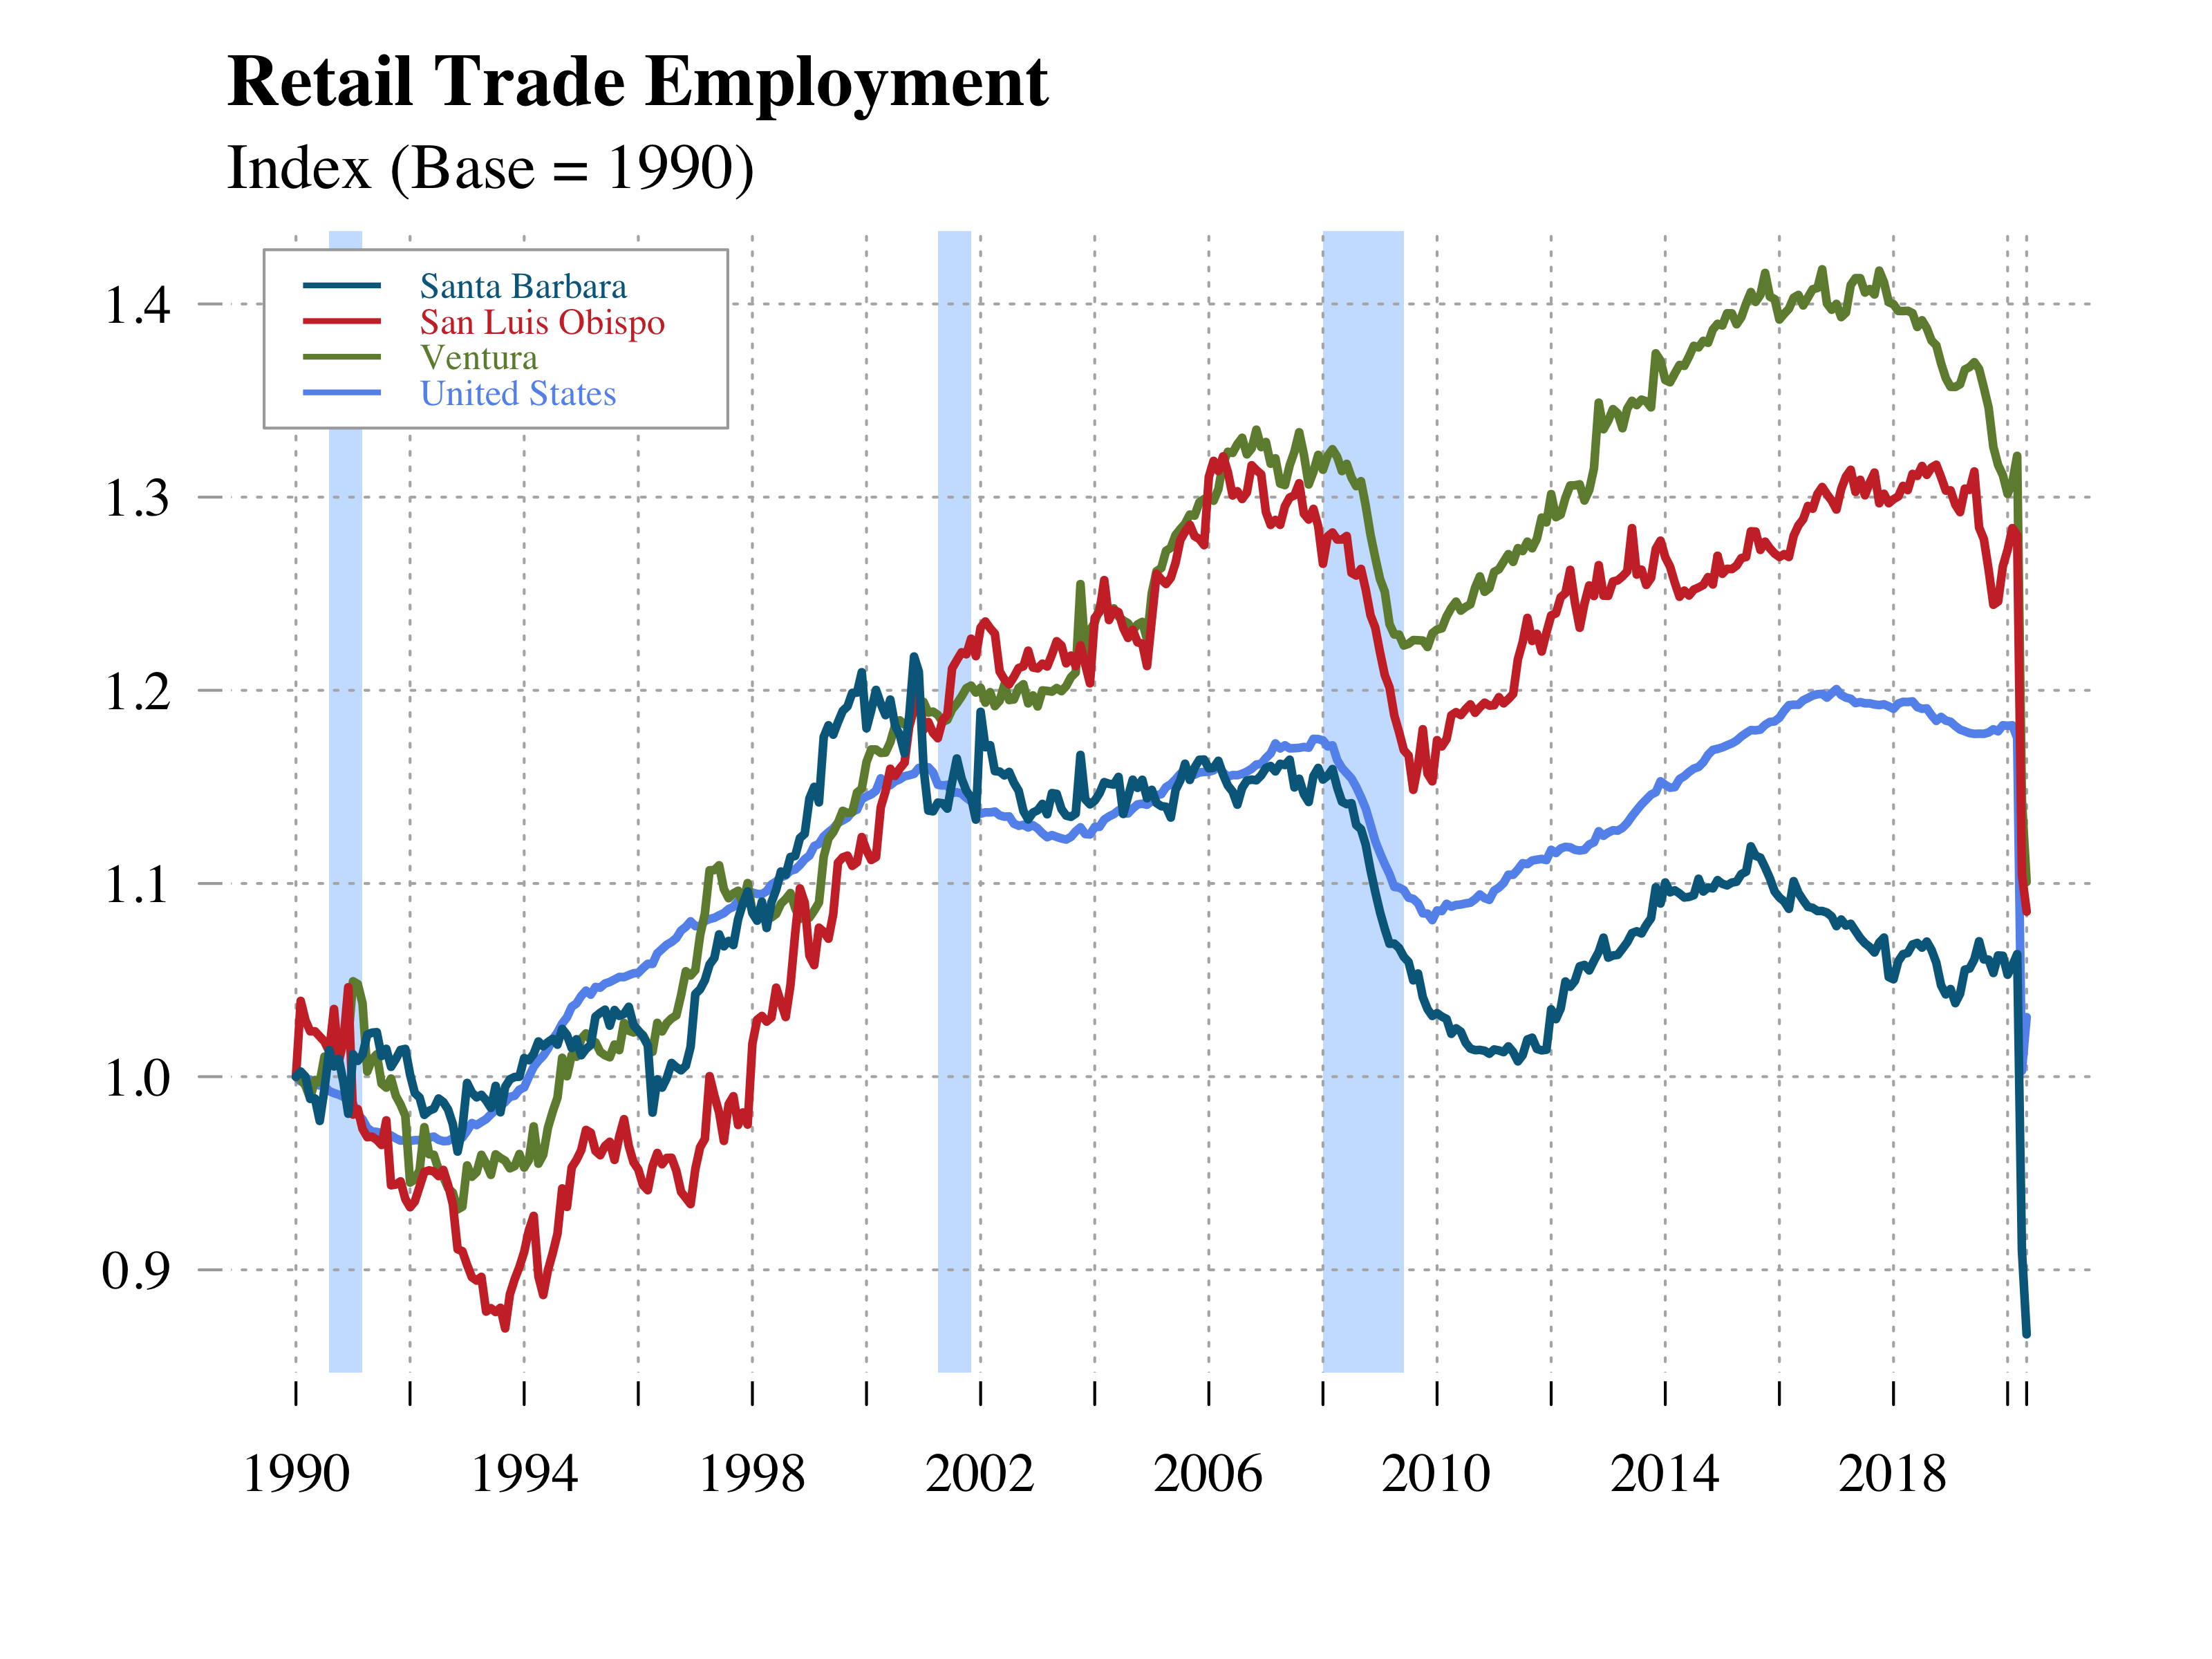 Retail Trade Employment
Index (Base = 1990)
Santa Barbara
San Luis Obispo
Ventura
United States
1.4
1.3
1.2
1.1
1.0
0.9
1990 1994 1998 2002 2006 2010 2014 2018